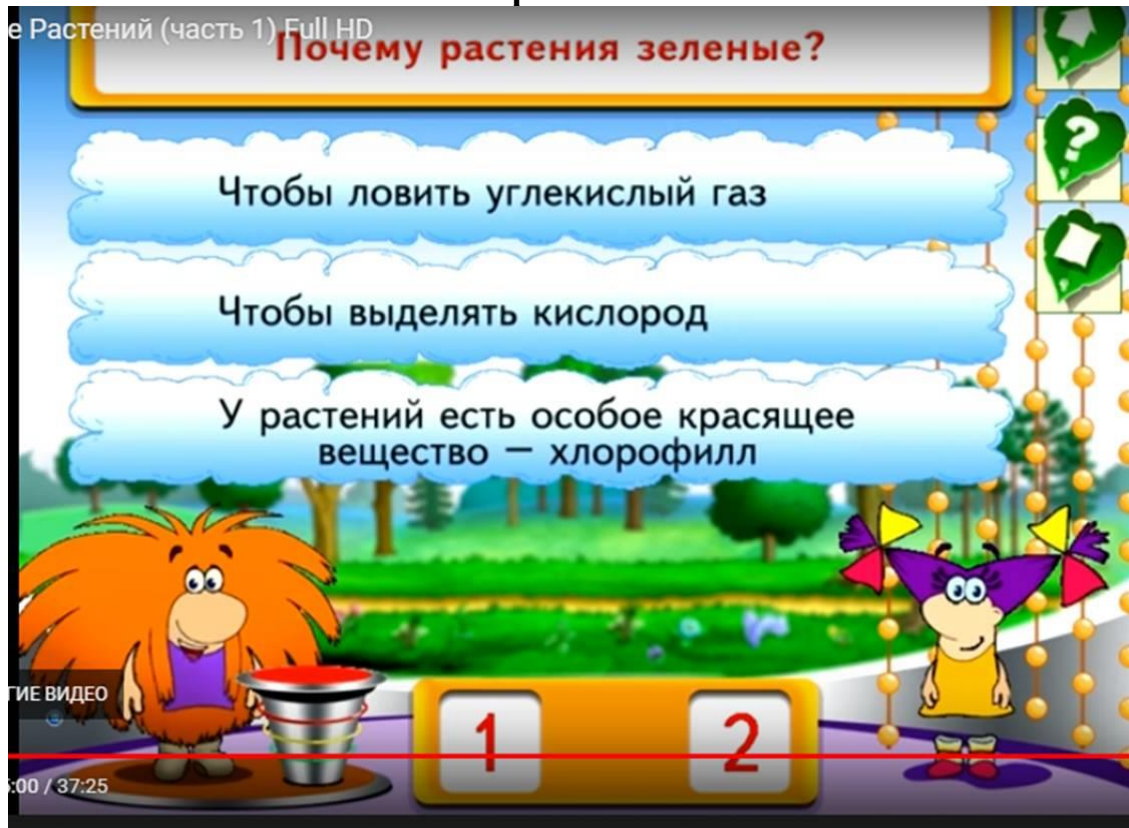 е Растений (часть 1) Full HD
Почему растения зеленые?
?
Чтобы ловить углекислый газ
Чтобы выделять кислород
У растений есть особое красящее
вещество — хлорофилл
ГИЕ ВИДЕО
1 2
:00 / 37:25